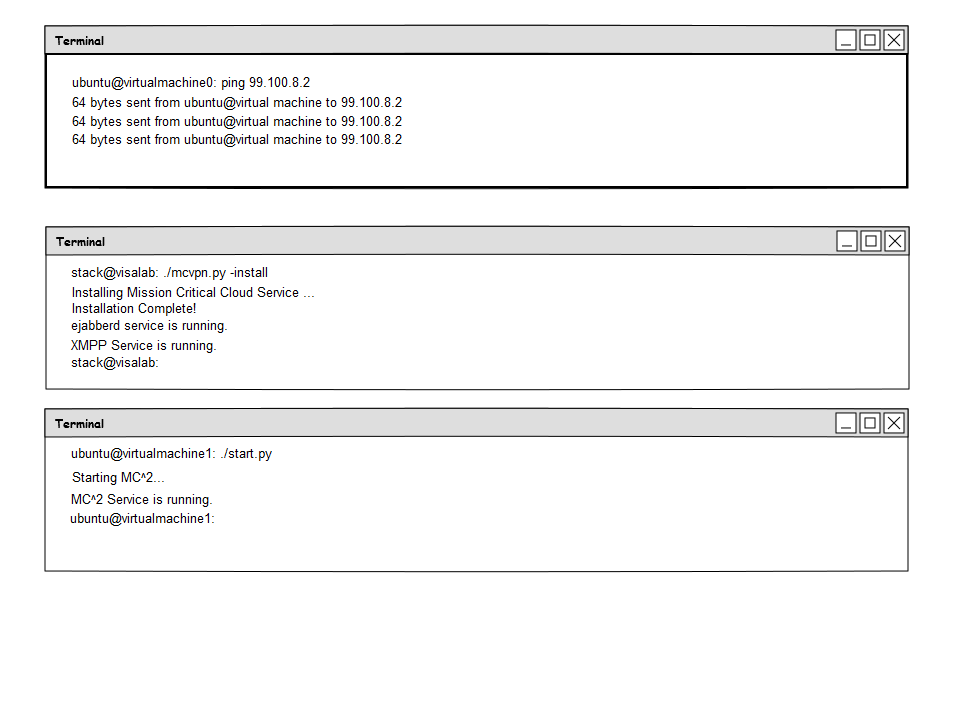 Terminal
ubuntu@virtualmachine0: ping 99.100.8.2
64 bytes sent from ubuntu@virtual machine to 99.100.8.2
64 bytes sent from ubuntu@virtual machine to 99.100.8.2
64 bytes sent from ubuntu@virtual machine to 99.100.8.2
Terminal
stack@visalab: ./mcvpn.py -install
Installing Mission Critical Cloud Service ...
Installation Complete!
ejabberd service is running.
XMPP Service is running.
stack@visalab:
Terminal
ubuntu@virtualmachine1: ./start.py
Starting MC^2...
MC^2 Service is running.
ubuntu@virtualmachine1: